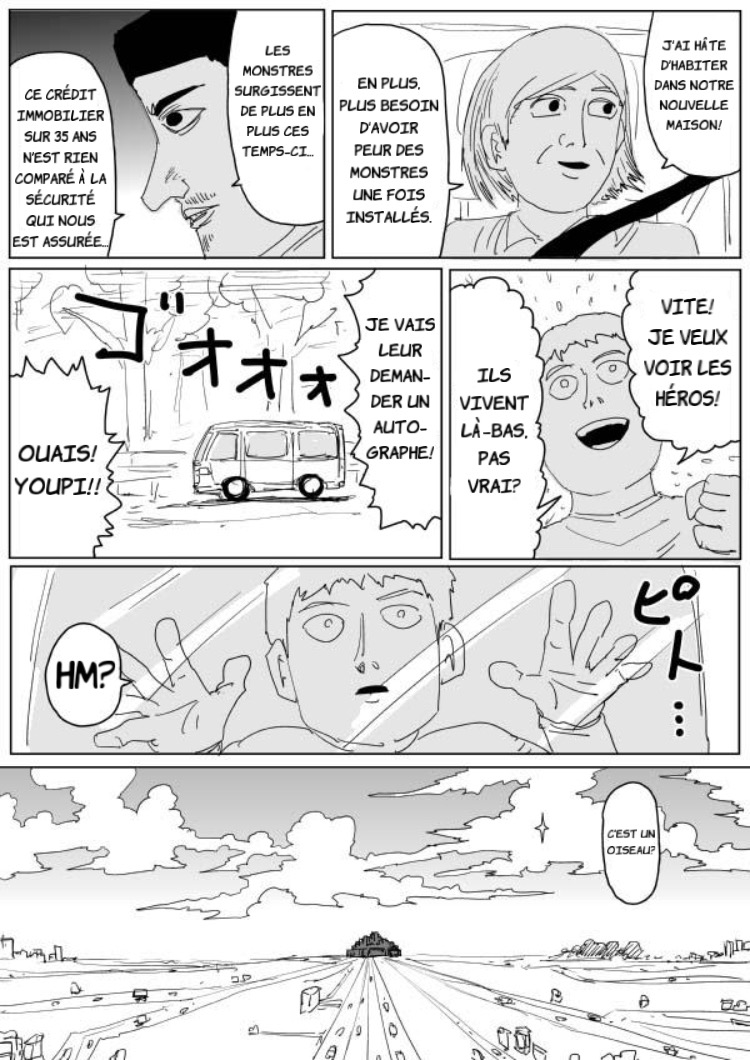 J'AI HÂTE
D'HABITER
DANS NOTRE
NOUVELLE
MAISON!
EN PLUS,
PLUS BESOIN
D'AVOIR
PEUR DES
MONSTRES
UNE FOIS
INSTALLÉS.
LES
MONSTRES
SURGISSENT
DE PLUS EN
PLUS CES
TEMPS-CI...
CE CRÉDIT
IMMOBILIER
SUR 35 ANS
N'EST RIEN
COMPARÉ À LA
SÉCURITÉ
QUI NOUS
EST ASSURÉE...
VITE!
JE VEUX
VOIR LES
HÉROS!
ILS
VIVENT
LÀ-BAS,
PAS
VRAI?
JE VAIS
LEUR
DEMAN-
DER UN
AUTO-
GRAPHE!
ゴオオオ
OUAIS!
YOUPI!!
ピト…
HM?
C'EST UN
OISEAU?